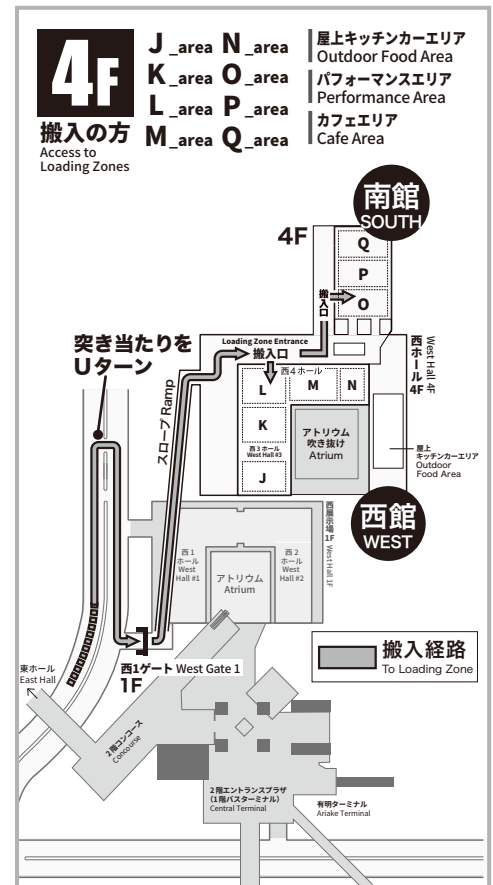 4F
搬入の方
Access to
Loading Zones
J_area N_area
K_area O_area
L_area P_area
M_area Q_area
屋上キッチンカーエリア
Outdoor Food Area
パフォーマンスエリア
Performance Area
カフェエリア
Cafe Area
南館
SOUTH
4F
Q
P
O
搬入口
Loading Zone Entrance
搬入口
西4ホール
L
M
N
K
西3ホール
West Hall #3
J
アトリウム
吹き抜け
Atrium
西ホール4F
West Hall 4F
屋上
キッチンカーエリア
Outdoor
Food Area
突き当たりを
Uターン
スロープ Ramp
西館
WEST
西展示場1F West Hall 1F
西1
ホール
West
Hall #1
アトリウム
Atrium
西2
ホール
West
Hall #2
搬入経路
To Loading Zone
西1ゲート West Gate 1
1F
東ホール
East Hall
2階コンコース
Concourse
2階エントランスプラザ
(1階バスターミナル)
Central Terminal
有明ターミナル
Ariake Terminal